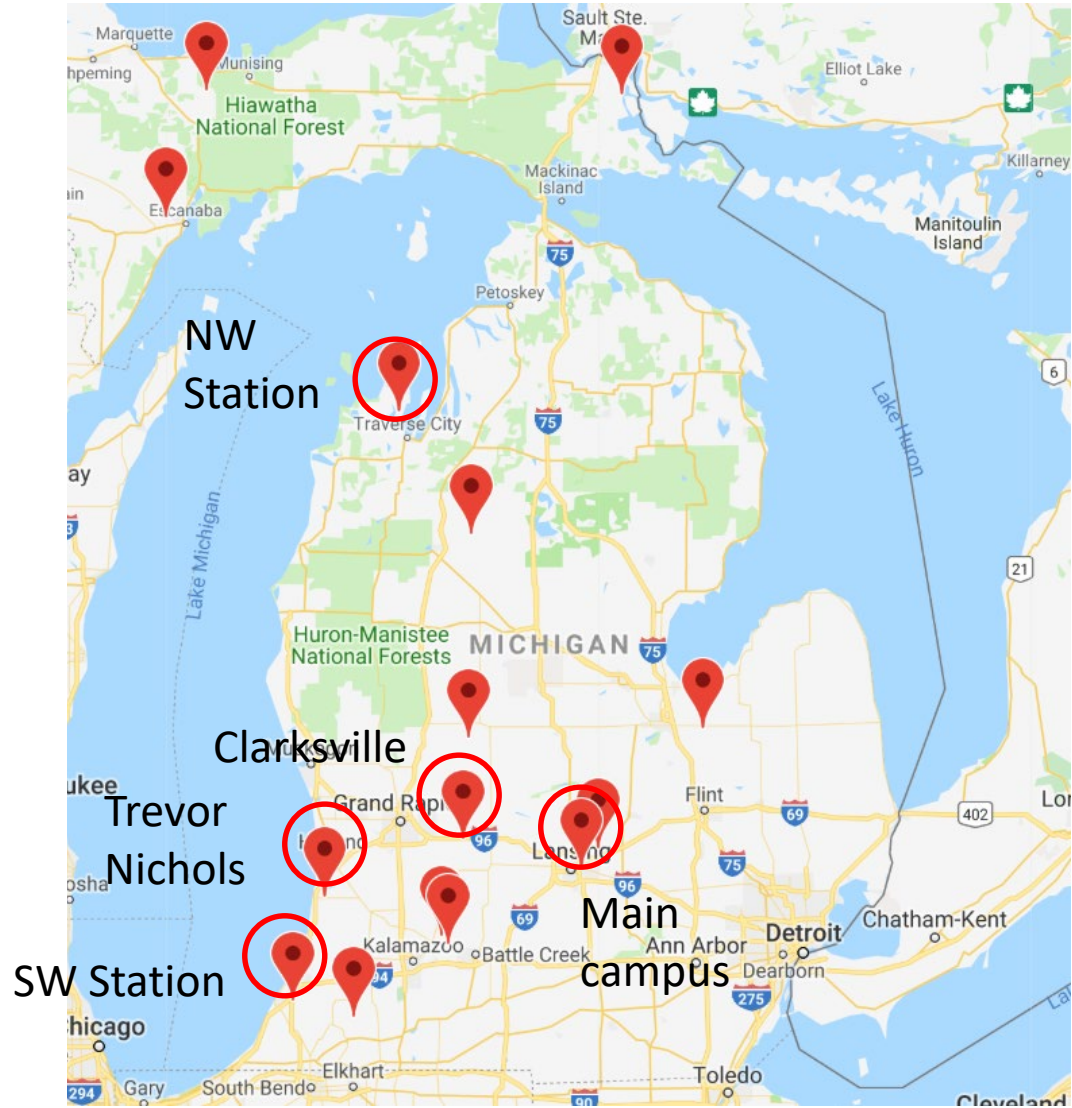 Sault Ste.
Marquette
Munising
Elliot Lake
Hiawatha
National Forest
Killarney
Mackinac
Island
Escanaba
Manitoulin
Island
75
Petoskey
NW
Station
6
Lake Huron
Traverse City
75
Lake Michigan
21
Huron-Manistee
National Forests
MICHIGAN
75
Clarksville
Trevor
Nichols
Flint
69
402
96
75
Lansing
96
69
Main
campus
Kalamazoo
Battle Creek
Ann Arbor
Detroit
Chatham-Kent
Dearborn
SW Station
94
275
Chicago
Elkhart
Toledo
294
Gary
South Bend
90
Cleveland